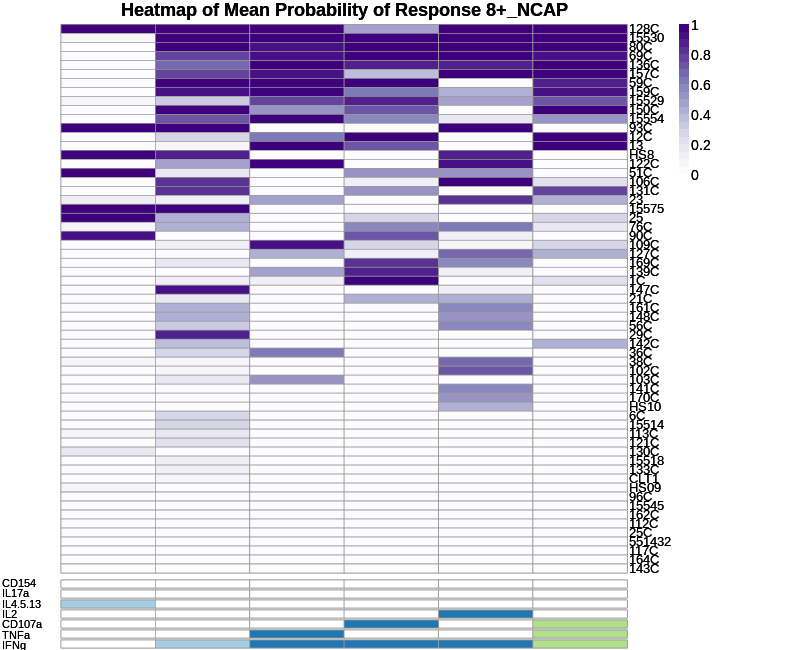 Heatmap of Mean Probability of Response 8+_NCAP
128C
15530
80C
69C
136C
157C
59C
159C
15529
150C
15554
93C
12C
13
HS8
122C
51C
106C
131C
23
15575
25
76C
90C
109C
127C
169C
139C
1C
147C
21C
161C
148C
56C
29C
142C
36C
38C
102C
103C
141C
170C
HS10
6C
15514
113C
121C
130C
15518
133C
CLT1
HS09
96C
15545
162C
112C
25C
551432
117C
164C
143C
1
0.8
0.6
0.4
0.2
0
CD154
IL17a
IL4.5.13
IL2
CD107a
TNFa
IFNg